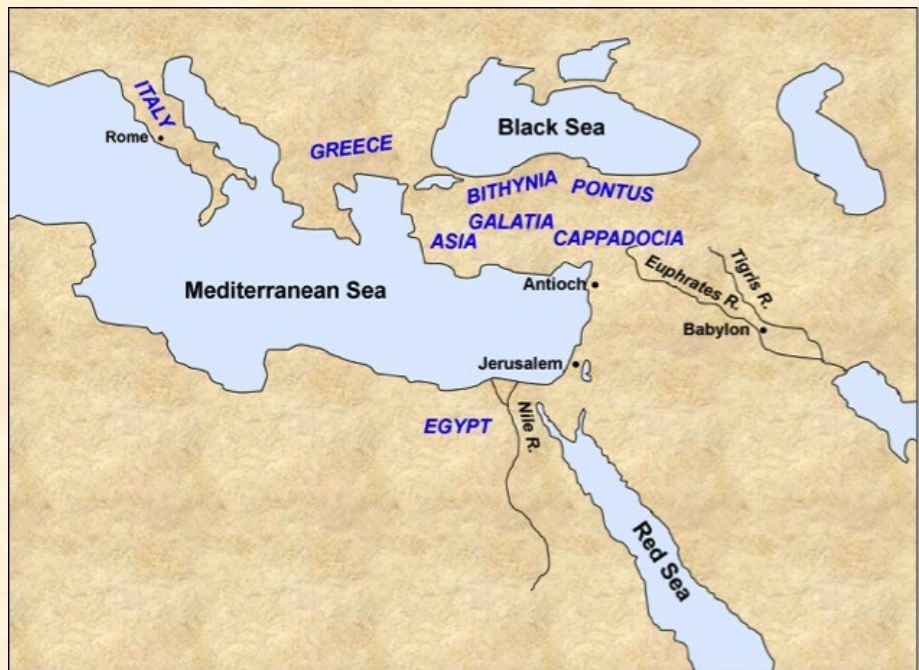 ITALY
Rome
GREECE
Black Sea
BITHYNIA
PONTUS
GALATIA
ASIA
CAPPADOCIA
Mediterranean Sea
Antioch
Euphrates R.
Tigris R.
Babylon
Jerusalem
EGYPT
Nile R.
Red Sea